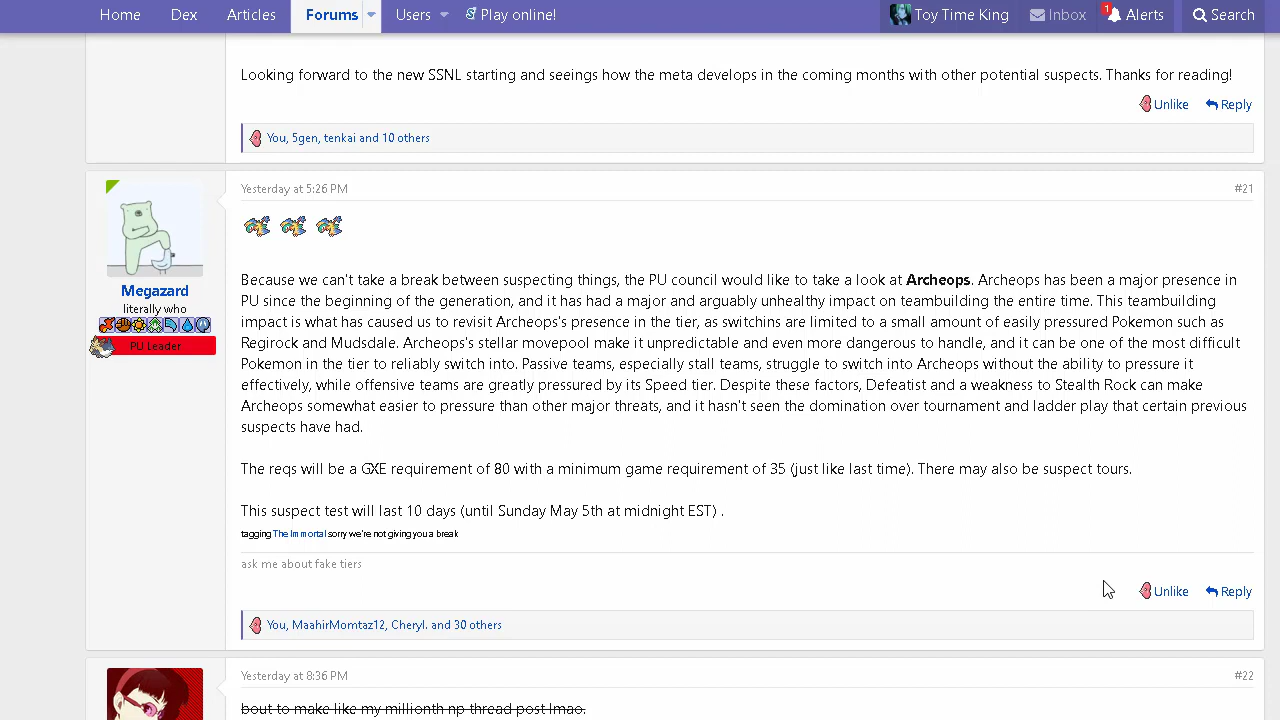 Home Dex Articles Forums Users Play online! Toy Time King Inbox 1 Alerts Search
Looking forward to the new SSNL starting and seeings how the meta develops in the coming months with other potential suspects. Thanks for reading!
Unlike Reply
You, 5gen, tenkai and 10 others
Yesterday at 5:26 PM #21
Megazard
literally who
PU Leader
Because we can't take a break between suspecting things, the PU council would like to take a look at Archeops. Archeops has been a major presence in
PU since the beginning of the generation, and it has had a major and arguably unhealthy impact on teambuilding the entire time. This teambuilding
impact is what has caused us to revisit Archeops's presence in the tier, as switchins are limited to a small amount of easily pressured Pokemon such as
Regirock and Mudsdale. Archeops's stellar movepool make it unpredictable and even more dangerous to handle, and it can be one of the most difficult
Pokemon in the tier to reliably switch into. Passive teams, especially stall teams, struggle to switch into Archeops without the ability to pressure it
effectively, while offensive teams are greatly pressured by its Speed tier. Despite these factors, Defeatist and a weakness to Stealth Rock can make
Archeops somewhat easier to pressure than other major threats, and it hasn't seen the domination over tournament and ladder play that certain previous
suspects have had.
The reqs will be a GXE requirement of 80 with a minimum game requirement of 35 (just like last time). There may also be suspect tours.
This suspect test will last 10 days (until Sunday May 5th at midnight EST) .
tagging The Immortal sorry we're not giving you a break
ask me about fake tiers
Unlike Reply
You, MaahirMomtaz12, Cheryl. and 30 others
Yesterday at 8:36 PM #22
bout to make like my millionth np thread post lmao.